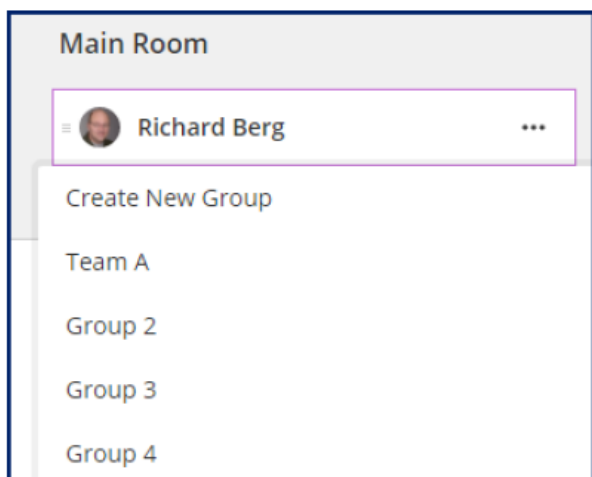 Main Room
Richard Berg
Create New Group
Team A
Group 2
Group 3
Group 4